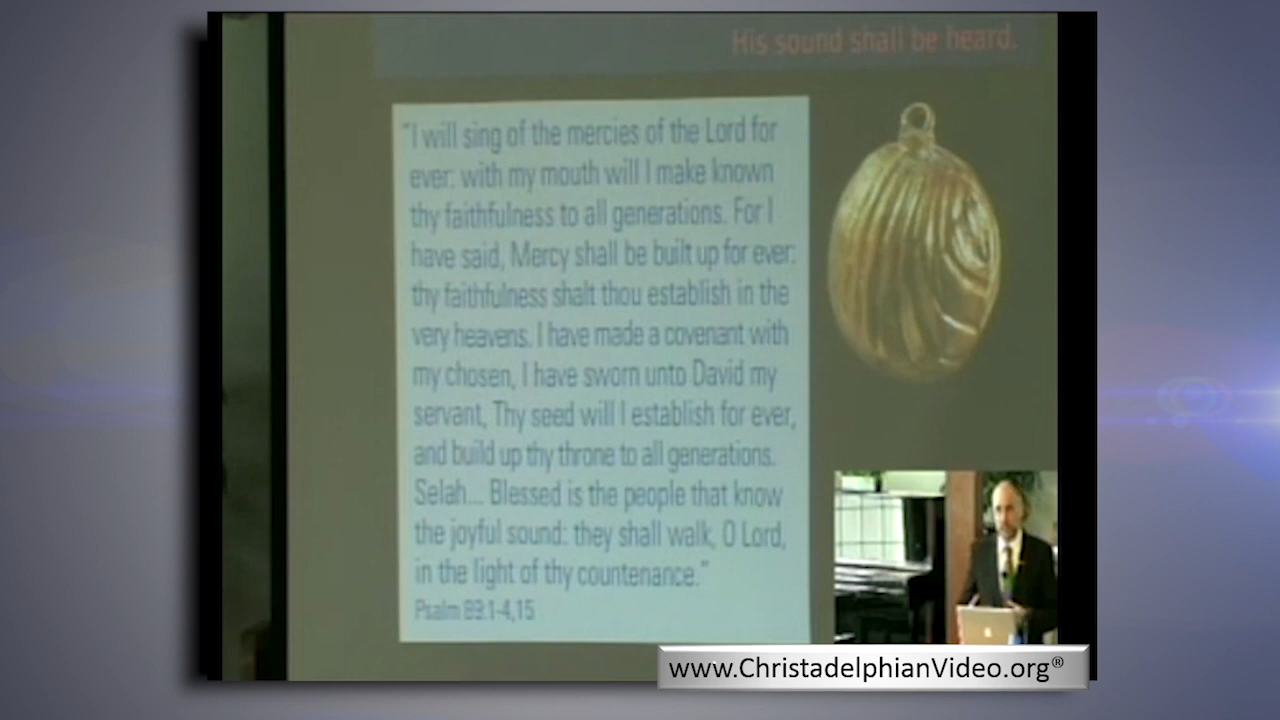 His sound shall be heard.
"I will sing of the mercies of the Lord for
ever: with my mouth will I make known
thy faithfulness to all generations. For I
have said, Mercy shall be built up for ever:
thy faithfulness shalt thou establish in the
very heavens. I have made a covenant with
my chosen, I have sworn unto David my
servant, Thy seed will I establish for ever,
and build up thy throne to all generations.
Selah... Blessed is the people that know
the joyful sound: they shall walk, O Lord,
in the light of thy countenance."
Psalm 89:1-4,15
www.ChristadelphianVideo.org®